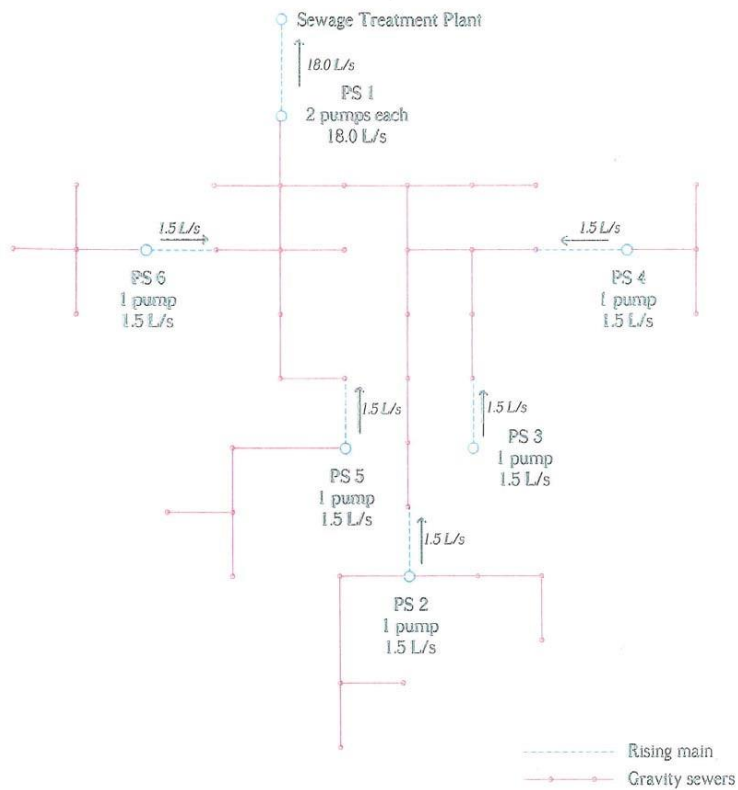 Sewage Treatment Plant
18.0 L/s
PS 1
2 pumps each
18.0 L/s
1.5 L/s
PS 6
1 pump
1.5 L/s
1.5 L/s
PS 4
1 pump
1.5 L/s
1.5 L/s
PS 5
1 pump
1.5 L/s
1.5 L/s
PS 3
1 pump
1.5 L/s
1.5 L/s
PS 2
1 pump
1.5 L/s
Rising main
Gravity sewers